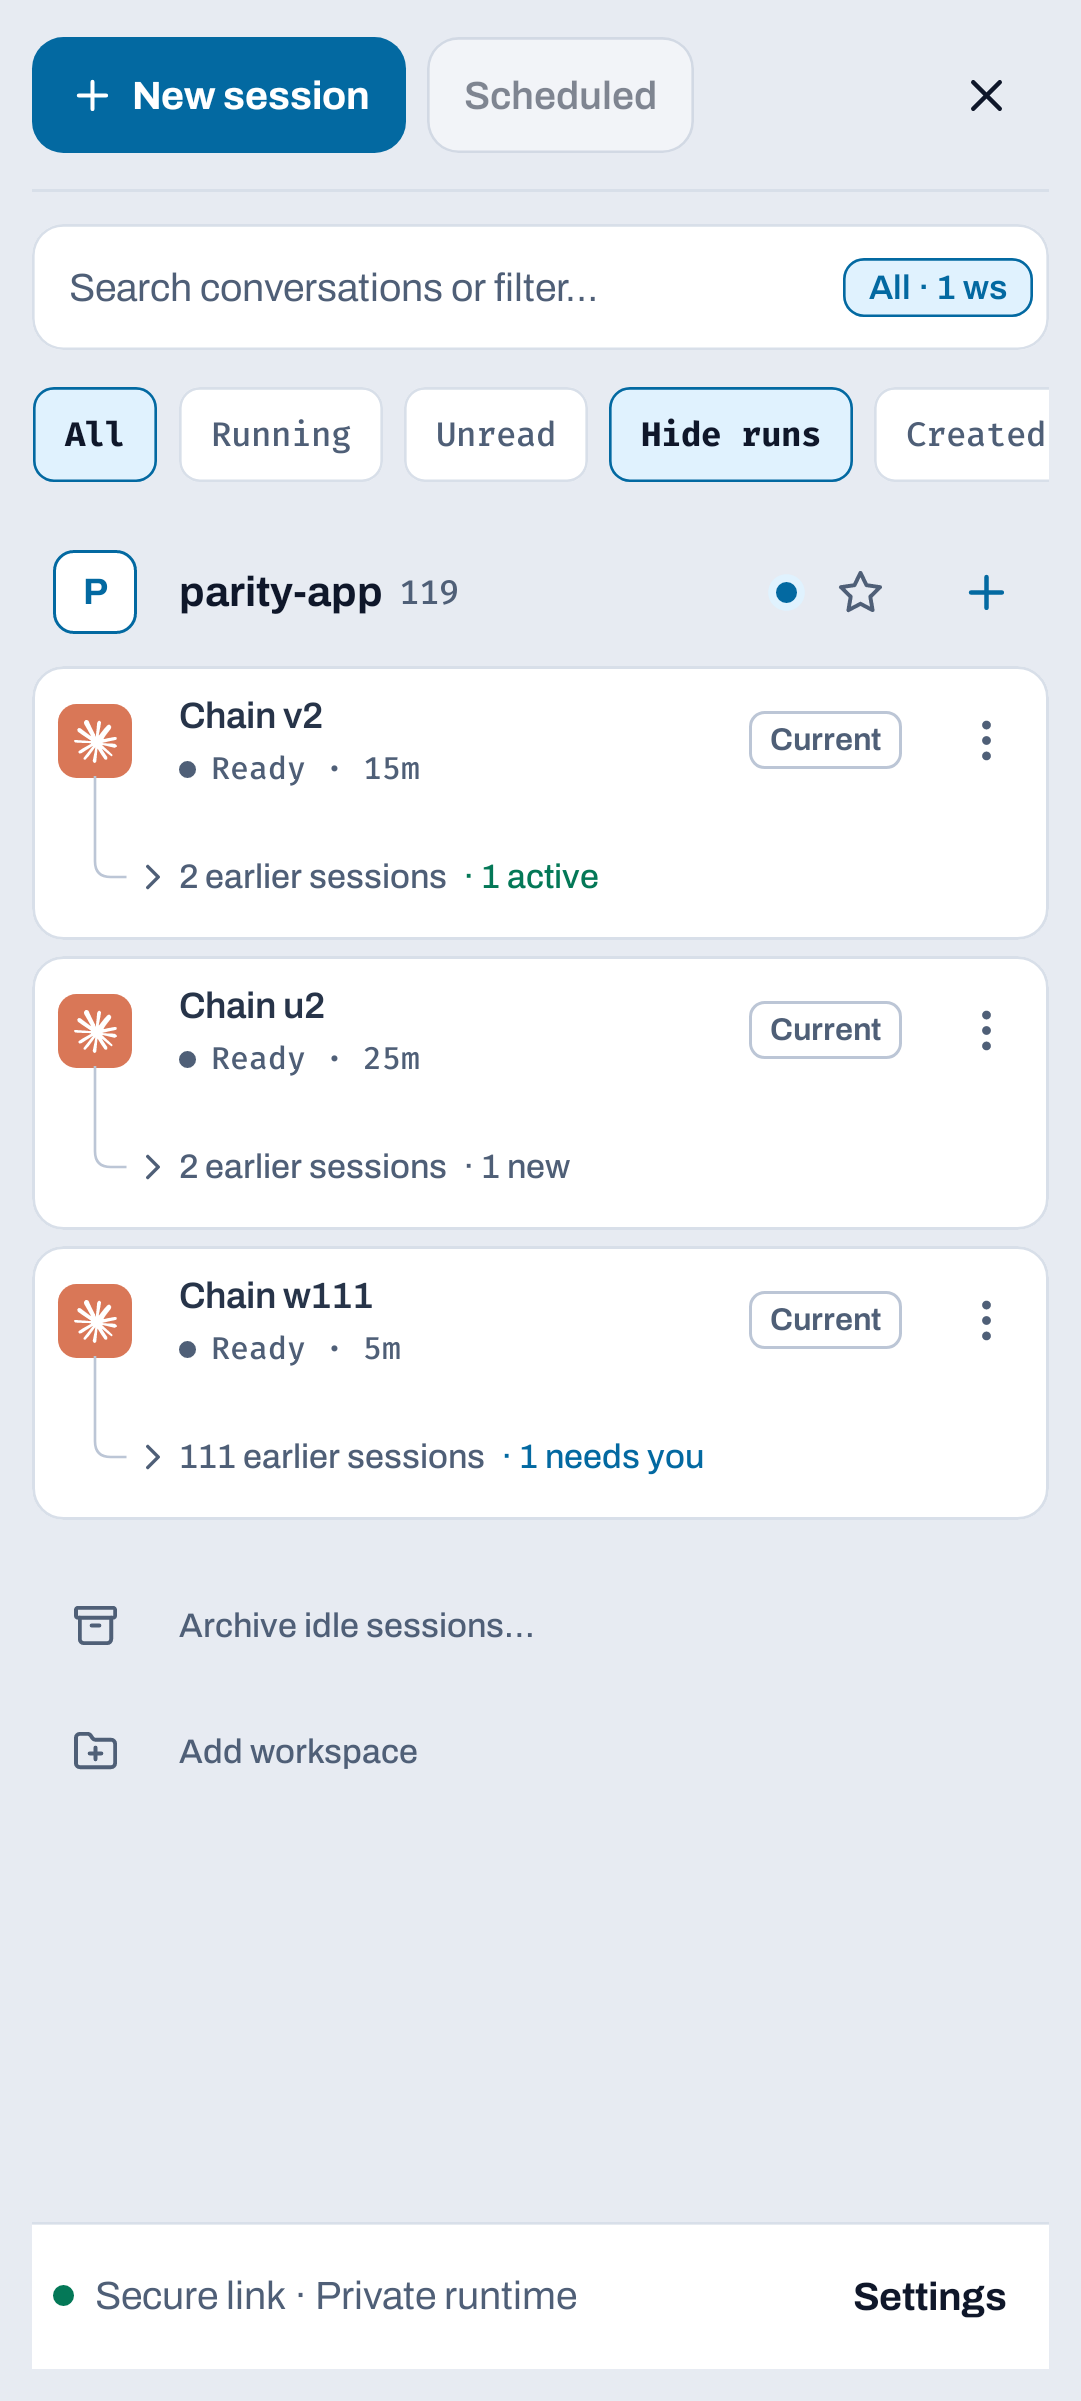 New session
Scheduled
Search conversations or filter...
All · 1 ws
All
Running
Unread
Hide runs
Created
P
parity-app 119
Chain v2
Ready · 15m
Current
2 earlier sessions · 1 active
Chain u2
Ready · 25m
Current
2 earlier sessions · 1 new
Chain w111
Ready · 5m
Current
111 earlier sessions · 1 needs you
Archive idle sessions...
Add workspace
Secure link · Private runtime
Settings